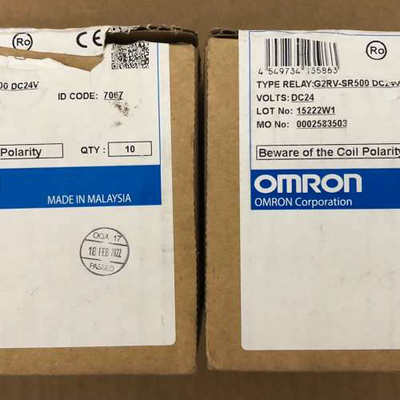 Ro
CE
00 DC24V
ID CODE: 7067
Polarity
QTY : 10
MADE IN MALAYSIA
OQA 17
18 FEB 2022
PASSED
Ro
4 549734 155863
TYPE RELAY:G2RV-SR500 DC24V
VOLTS: DC24
LOT No: 15222W1
MO No: 0002583503
Beware of the Coil Polarity
OMRON
OMRON Corporation